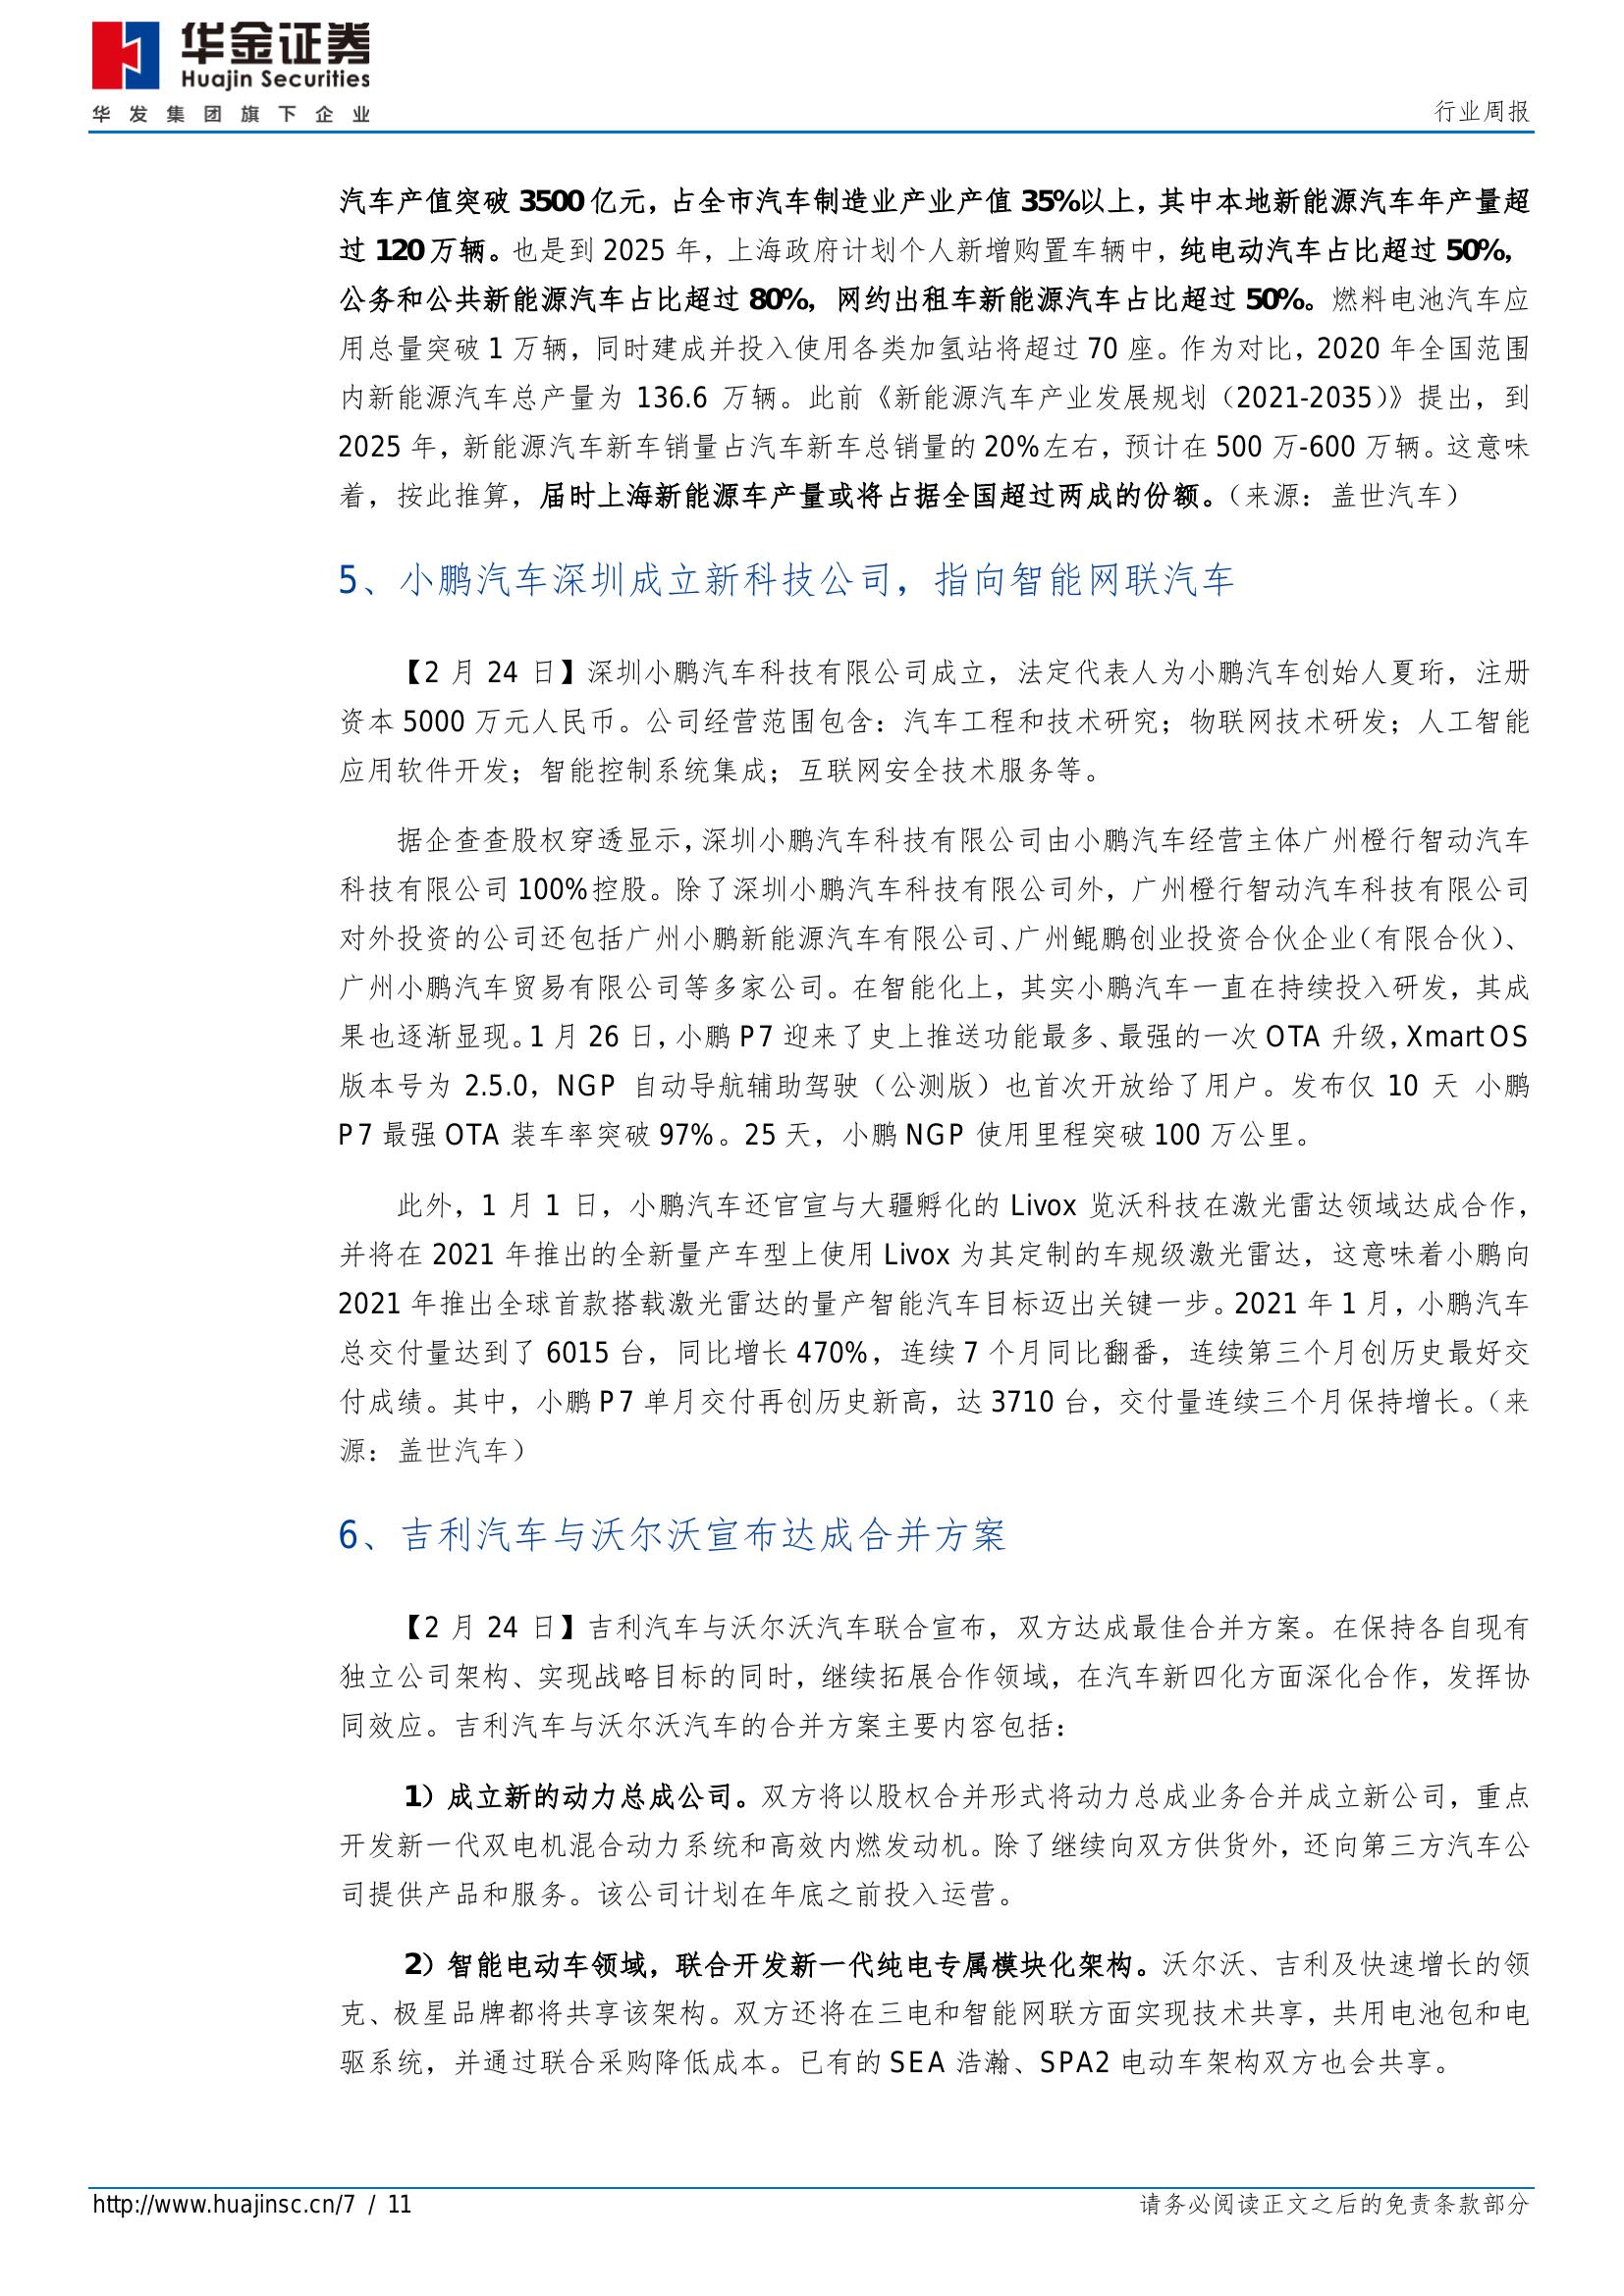 华金证券
Huajin Securities
华发集团旗下企业
行业周报
汽车产值突破 3500 亿元，占全市汽车制造业产业产值 35%以上，其中本地新能源汽车年产量超
过 120 万辆。也是到 2025 年，上海政府计划个人新增购置车辆中，纯电动汽车占比超过 50%，
公务和公共新能源汽车占比超过 80%，网约出租车新能源汽车占比超过 50%。燃料电池汽车应
用总量突破 1 万辆，同时建成并投入使用各类加氢站将超过 70 座。作为对比，2020 年全国范围
内新能源汽车总产量为 136.6 万辆。此前《新能源汽车产业发展规划（2021-2035）》提出，到
2025 年，新能源汽车新车销量占汽车新车总销量的 20%左右，预计在 500 万-600 万辆。这意味
着，按此推算，届时上海新能源车产量或将占据全国超过两成的份额。（来源：盖世汽车）
5、小鹏汽车深圳成立新科技公司，指向智能网联汽车
【2 月 24 日】深圳小鹏汽车科技有限公司成立，法定代表人为小鹏汽车创始人夏珩，注册
资本 5000 万元人民币。公司经营范围包含：汽车工程和技术研究；物联网技术研发；人工智能
应用软件开发；智能控制系统集成；互联网安全技术服务等。
据企查查股权穿透显示，深圳小鹏汽车科技有限公司由小鹏汽车经营主体广州橙行智动汽车
科技有限公司 100%控股。除了深圳小鹏汽车科技有限公司外，广州橙行智动汽车科技有限公司
对外投资的公司还包括广州小鹏新能源汽车有限公司、广州鲲鹏创业投资合伙企业（有限合伙）、
广州小鹏汽车贸易有限公司等多家公司。在智能化上，其实小鹏汽车一直在持续投入研发，其成
果也逐渐显现。1 月 26 日，小鹏 P7 迎来了史上推送功能最多、最强的一次 OTA 升级，Xmart OS
版本号为 2.5.0，NGP 自动导航辅助驾驶（公测版）也首次开放给了用户。发布仅 10 天 小鹏
P7 最强 OTA 装车率突破 97%。25 天，小鹏 NGP 使用里程突破 100 万公里。
此外，1 月 1 日，小鹏汽车还官宣与大疆孵化的 Livox 览沃科技在激光雷达领域达成合作，
并将在 2021 年推出的全新量产车型上使用 Livox 为其定制的车规级激光雷达，这意味着小鹏向
2021 年推出全球首款搭载激光雷达的量产智能汽车目标迈出关键一步。2021 年 1 月，小鹏汽车
总交付量达到了 6015 台，同比增长 470%，连续 7 个月同比翻番，连续第三个月创历史最好交
付成绩。其中，小鹏 P7 单月交付再创历史新高，达 3710 台，交付量连续三个月保持增长。（来
源：盖世汽车）
6、吉利汽车与沃尔沃宣布达成合并方案
【2 月 24 日】吉利汽车与沃尔沃汽车联合宣布，双方达成最佳合并方案。在保持各自现有
独立公司架构、实现战略目标的同时，继续拓展合作领域，在汽车新四化方面深化合作，发挥协
同效应。吉利汽车与沃尔沃汽车的合并方案主要内容包括：
1）成立新的动力总成公司。双方将以股权合并形式将动力总成业务合并成立新公司，重点
开发新一代双电机混合动力系统和高效内燃发动机。除了继续向双方供货外，还向第三方汽车公
司提供产品和服务。该公司计划在年底之前投入运营。
2）智能电动车领域，联合开发新一代纯电专属模块化架构。沃尔沃、吉利及快速增长的领
克、极星品牌都将共享该架构。双方还将在三电和智能网联方面实现技术共享，共用电池包和电
驱系统，并通过联合采购降低成本。已有的 SEA 浩瀚、SPA2 电动车架构双方也会共享。
http://www.huajinsc.cn/7 / 11
请务必阅读正文之后的免责条款部分